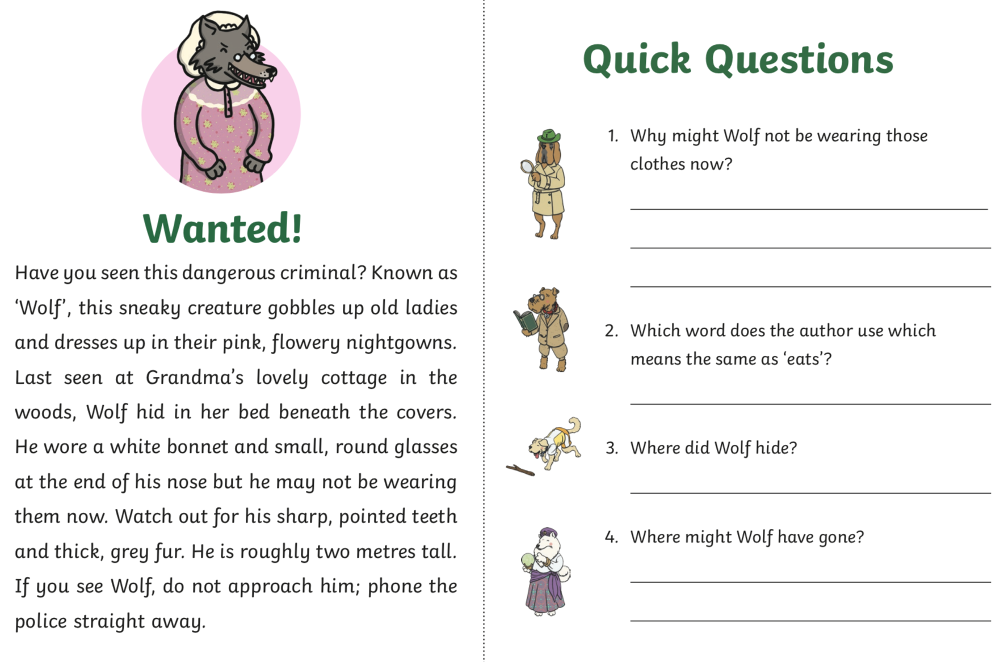 Wanted!
Have you seen this dangerous criminal? Known as
‘Wolf’, this sneaky creature gobbles up old ladies
and dresses up in their pink, flowery nightgowns.
Last seen at Grandma’s lovely cottage in the
woods, Wolf hid in her bed beneath the covers.
He wore a white bonnet and small, round glasses
at the end of his nose but he may not be wearing
them now. Watch out for his sharp, pointed teeth
and thick, grey fur. He is roughly two metres tall.
If you see Wolf, do not approach him; phone the
police straight away.
Quick Questions
1. Why might Wolf not be wearing those
clothes now?
2. Which word does the author use which
means the same as ‘eats’?
3. Where did Wolf hide?
4. Where might Wolf have gone?